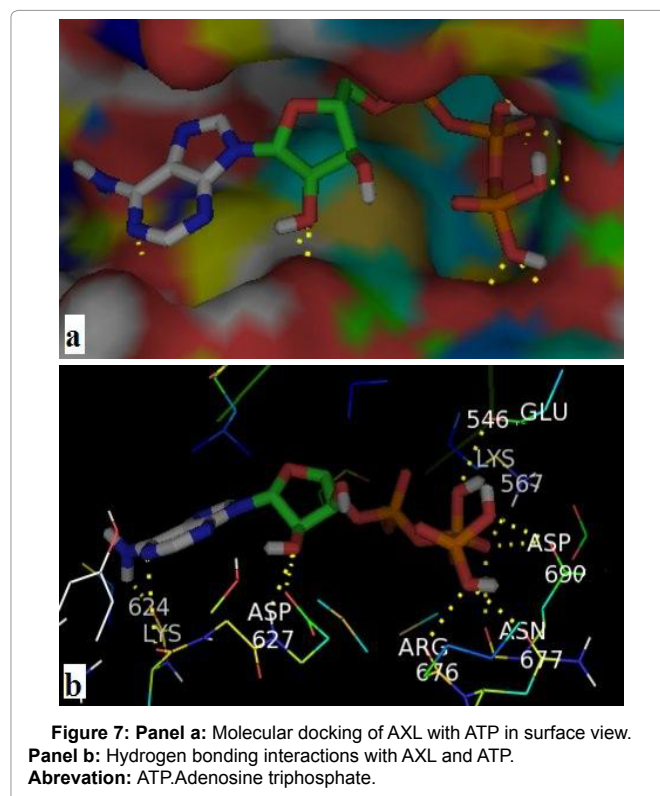 a
546 GLU
LYS
567
ASP
690
624
LYS
ASP
627
ARG
676
ASN
677
b
Figure 7: Panel a: Molecular docking of AXL with ATP in surface view.
Panel b: Hydrogen bonding interactions with AXL and ATP.
Abrevation: ATP.Adenosine triphosphate.